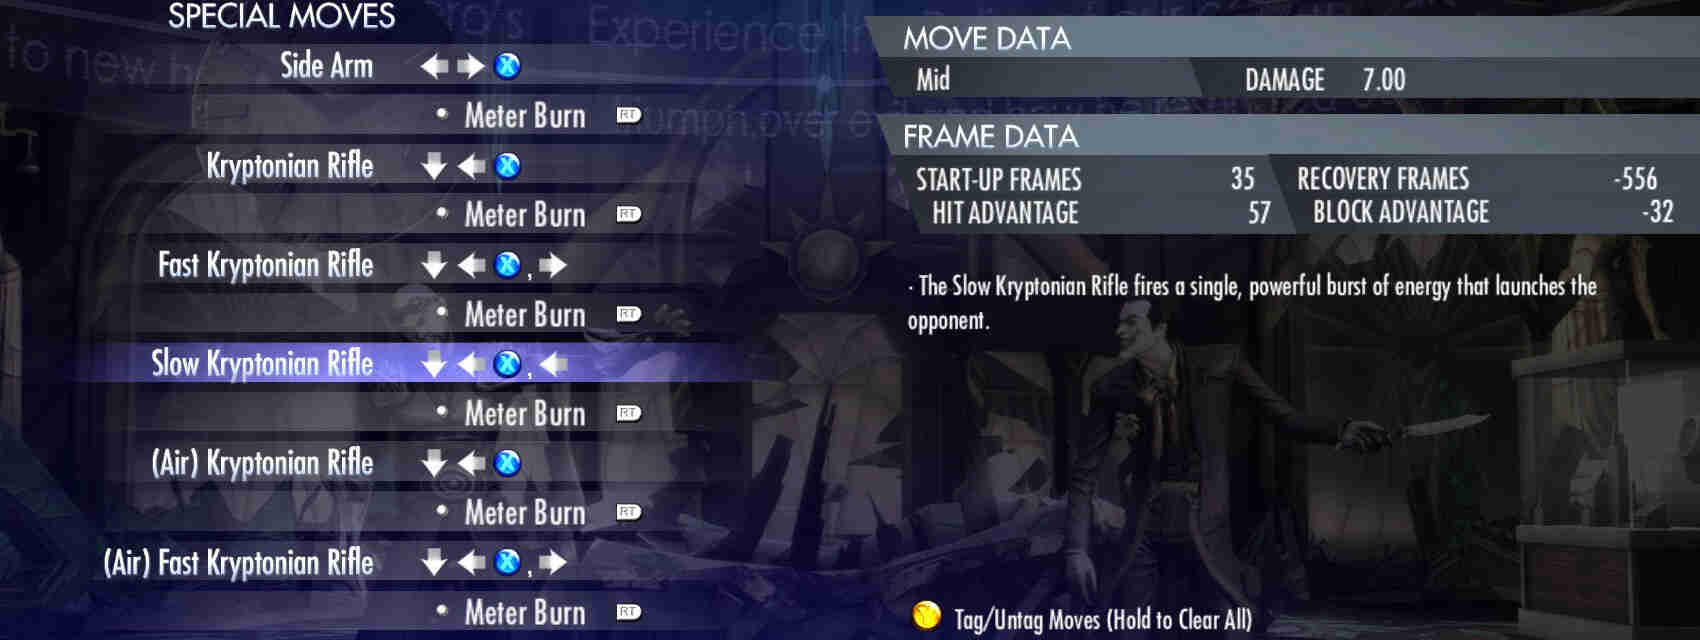 SPECIAL MOVES
Side Arm X
Meter Burn RT
Kryptonian Rifle X
Meter Burn RT
Fast Kryptonian Rifle X ,
Meter Burn RT
Slow Kryptonian Rifle X ,
Meter Burn RT
(Air) Kryptonian Rifle X
Meter Burn RT
(Air) Fast Kryptonian Rifle X ,
Meter Burn RT
MOVE DATA
Mid DAMAGE 7.00
FRAME DATA
START-UP FRAMES 35 RECOVERY FRAMES -556
HIT ADVANTAGE 57 BLOCK ADVANTAGE -32
· The Slow Kryptonian Rifle fires a single, powerful burst of energy that launches the
opponent.
Y Tag/Untag Moves (Hold to Clear All)
to new
Experience